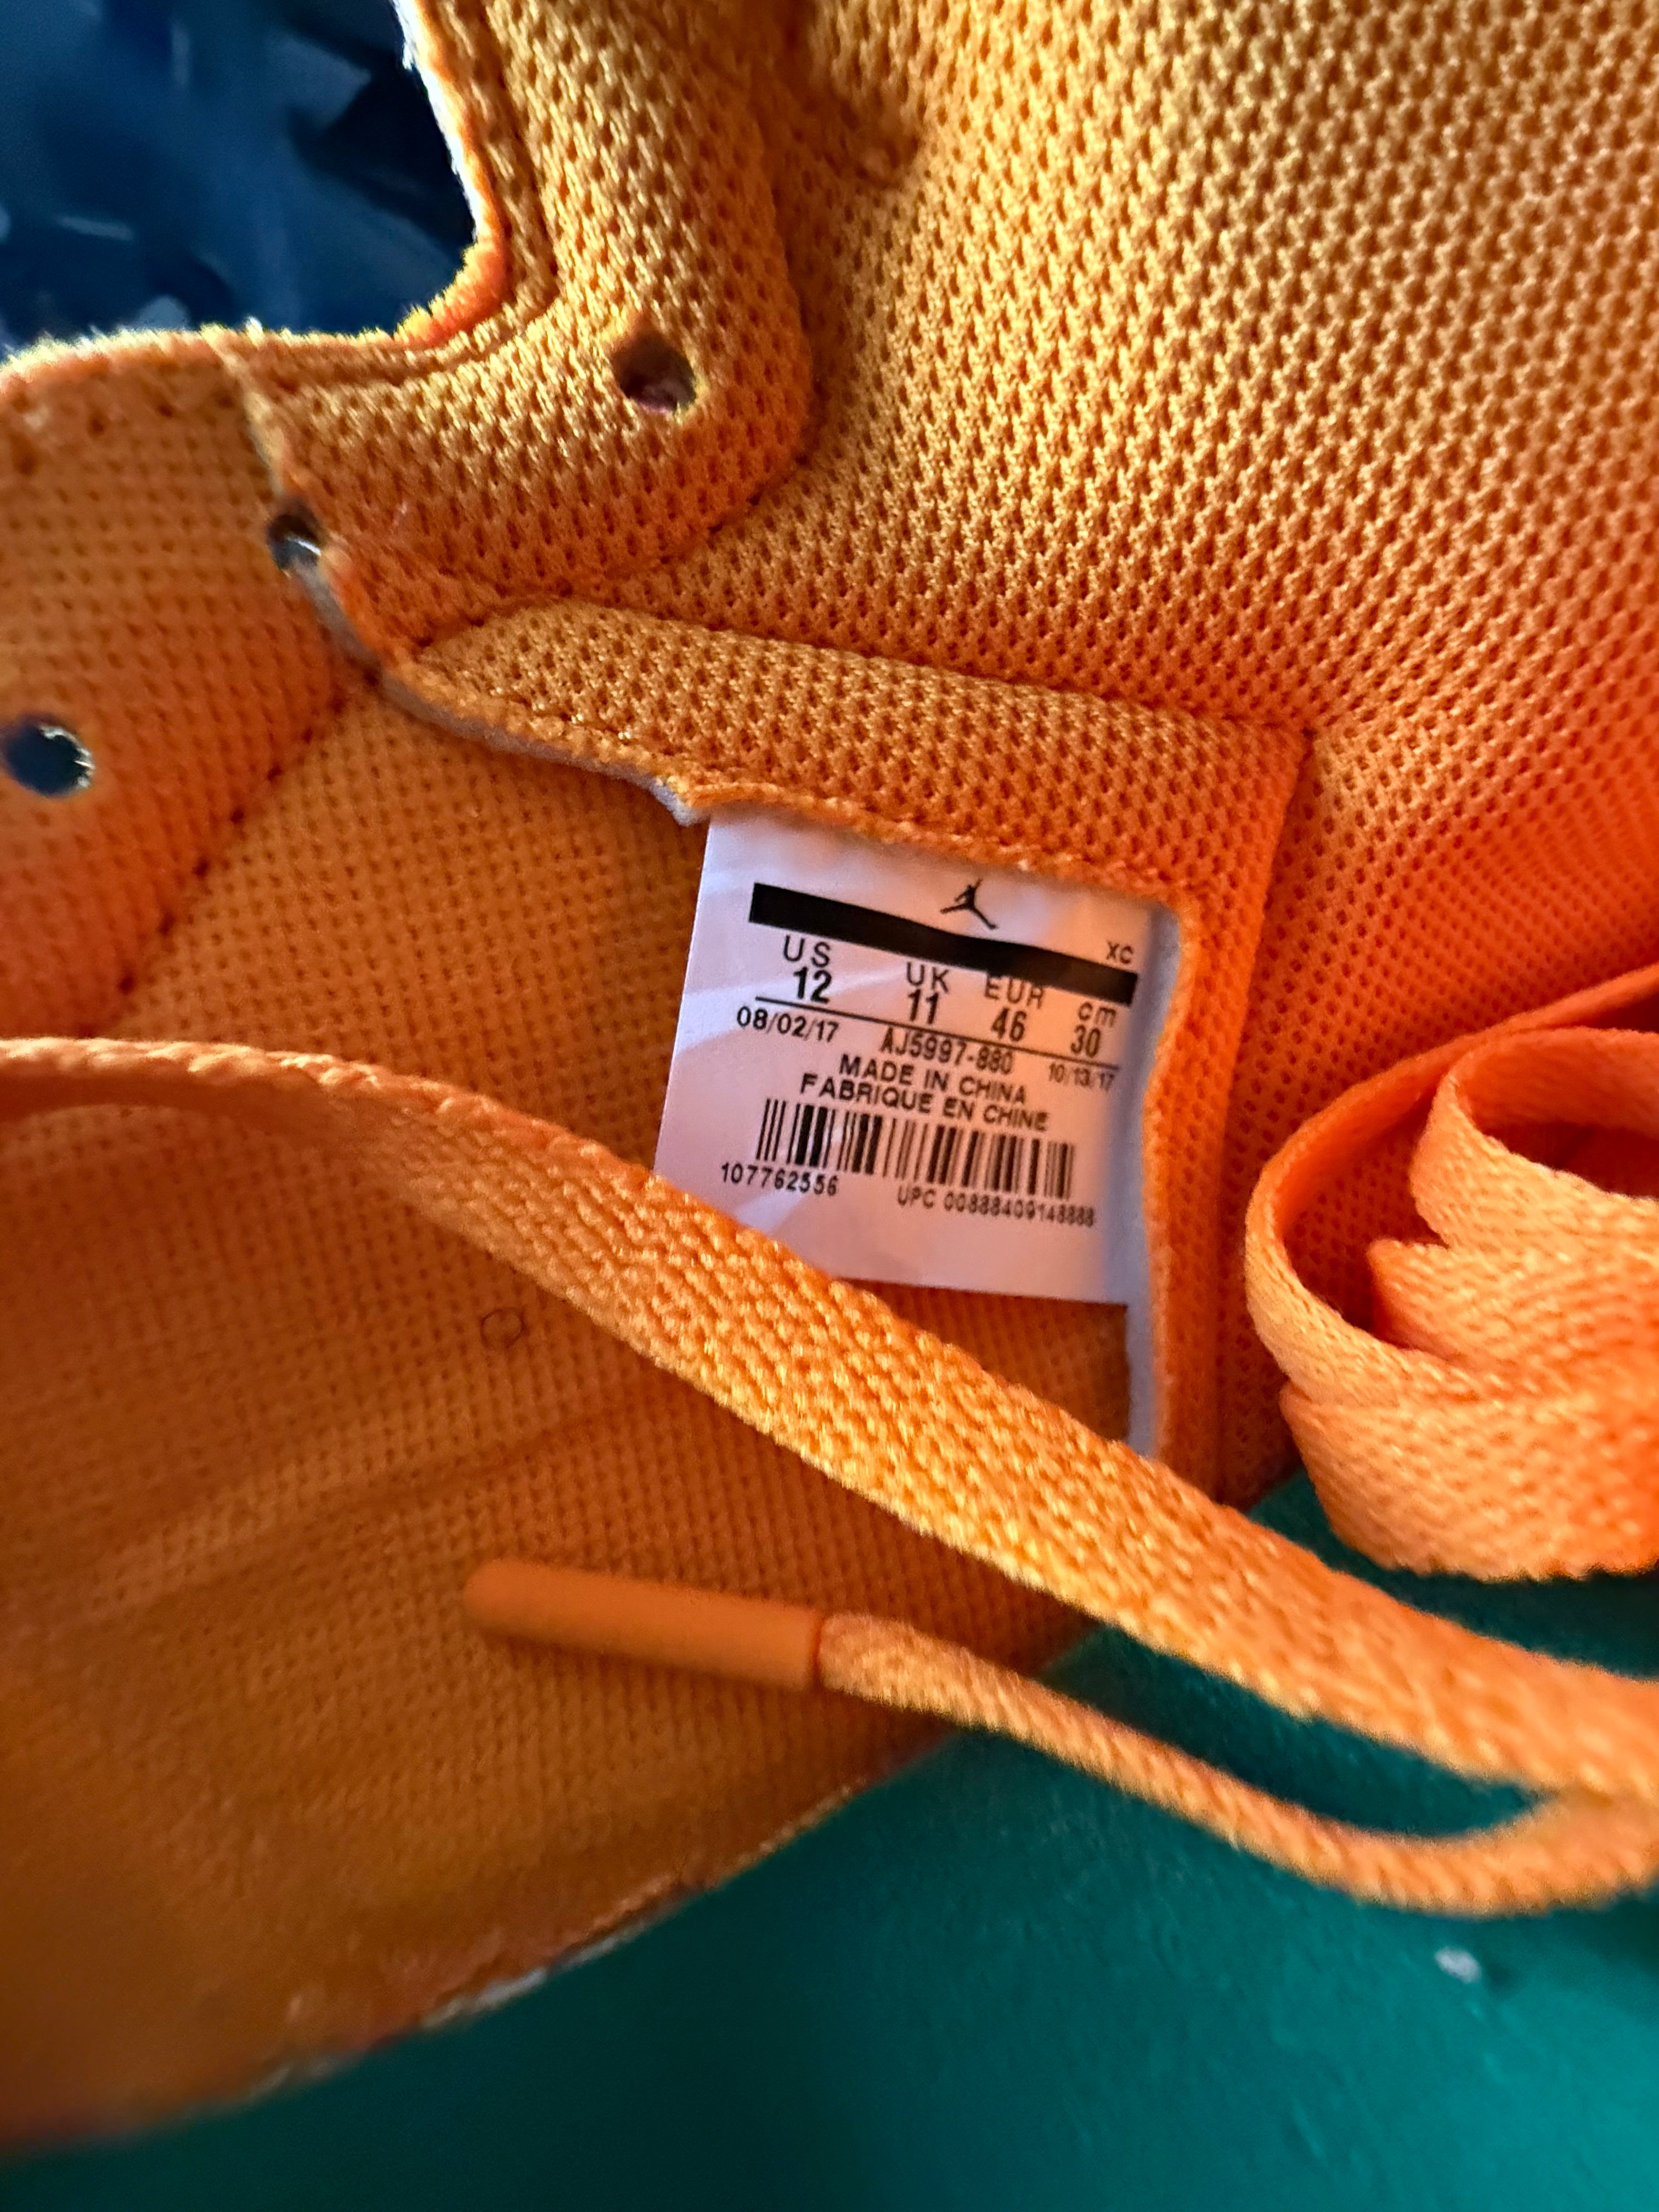 XC
US UK EUR cm
12 11 46 30
08/02/17 AJ5997-880 10/13/17
MADE IN CHINA
FABRIQUE EN CHINE
107762556 UPC 00888409148888